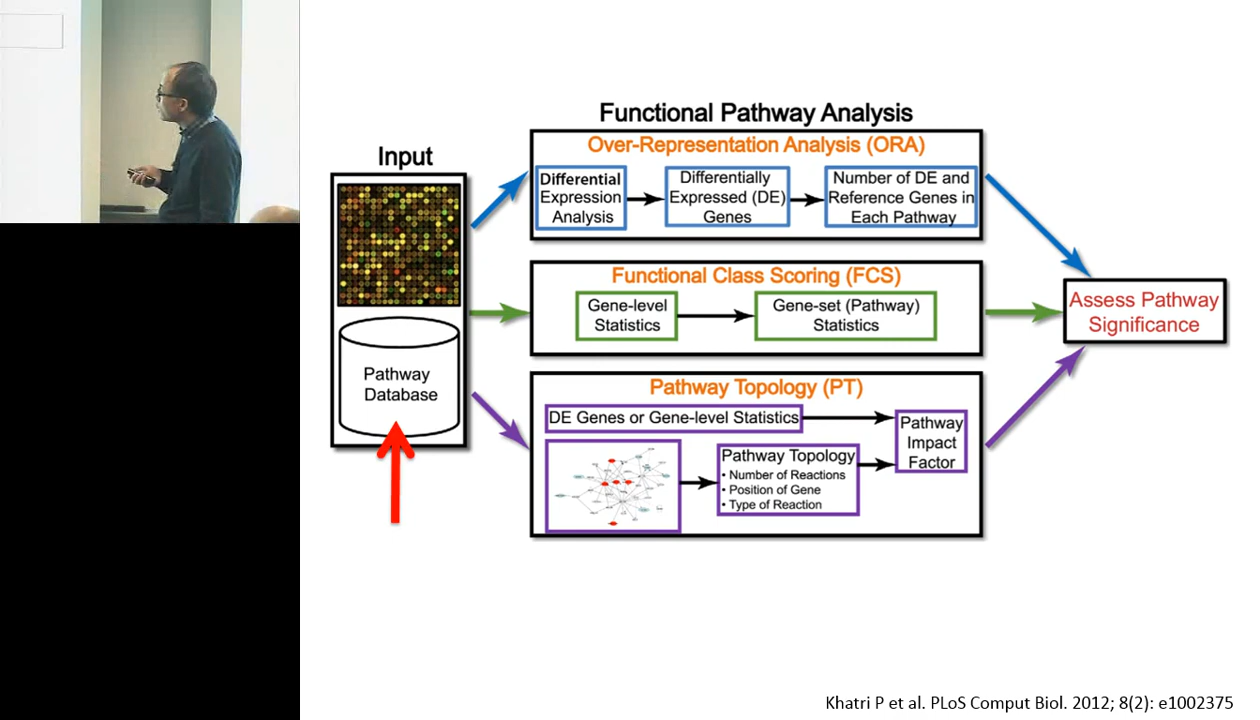 Functional Pathway Analysis
Input
Pathway
Database
Over-Representation Analysis (ORA)
Differential
Expression
Analysis
Differentially
Expressed (DE)
Genes
Number of DE and
Reference Genes in
Each Pathway
Functional Class Scoring (FCS)
Gene-level
Statistics
Gene-set (Pathway)
Statistics
Pathway Topology (PT)
DE Genes or Gene-level Statistics
Pathway Topology
• Number of Reactions
• Position of Gene
• Type of Reaction
Pathway
Impact
Factor
Assess Pathway
Significance
Khatri P et al. PLoS Comput Biol. 2012; 8(2): e1002375